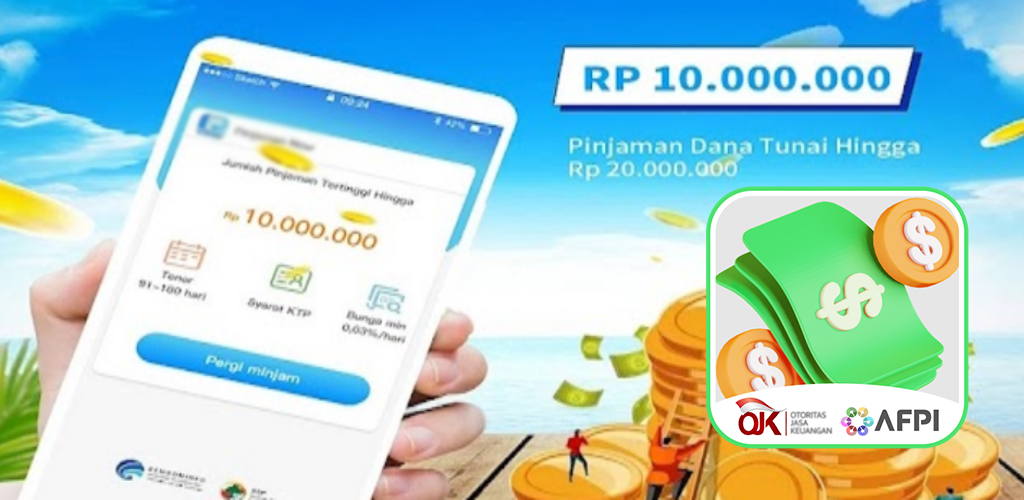 RP 10.000.000
Pinjaman Dana Tunai Hingga
Rp 20.000.000
Sketch
09:24
42%
Jumlah Pinjaman Tertinggi Hingga
Rp 10.000.000
Tenor
91-180 hari
Syarat KTP
Bunga min
0,03%/hari
Pergi minjam
OJK
OTORITAS
JASA
KEUANGAN
AFPI